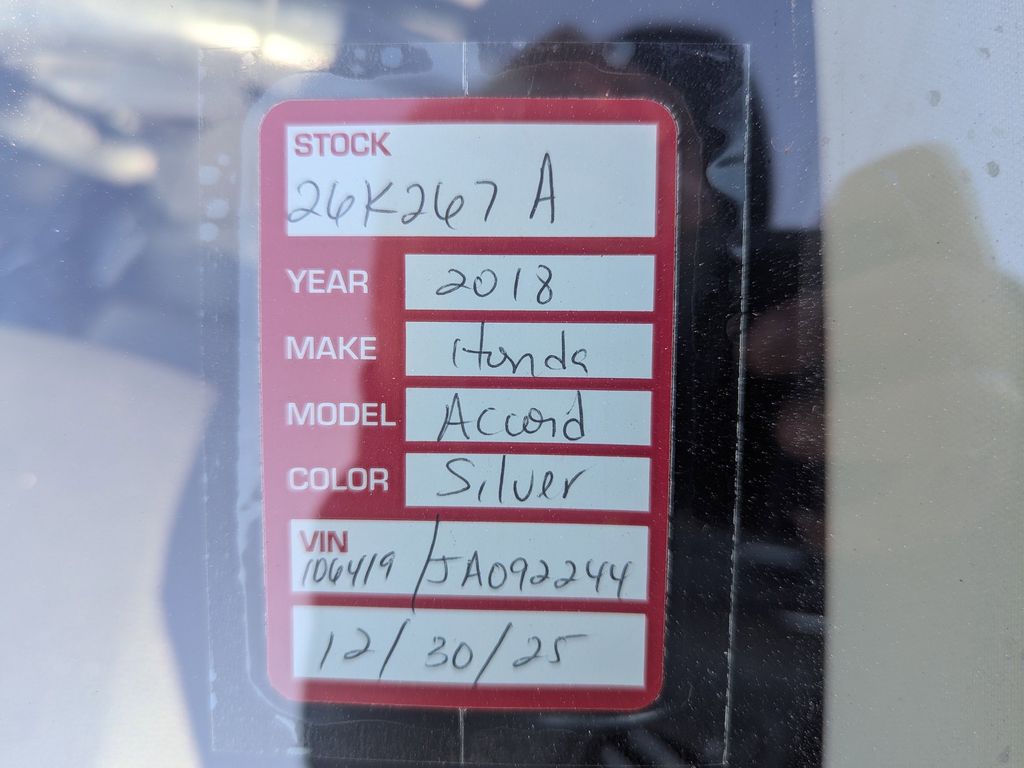 STOCK
26K267 A
YEAR 2018
MAKE Honda
MODEL Accord
COLOR Silver
VIN
106419 / JA092244
12/30/25